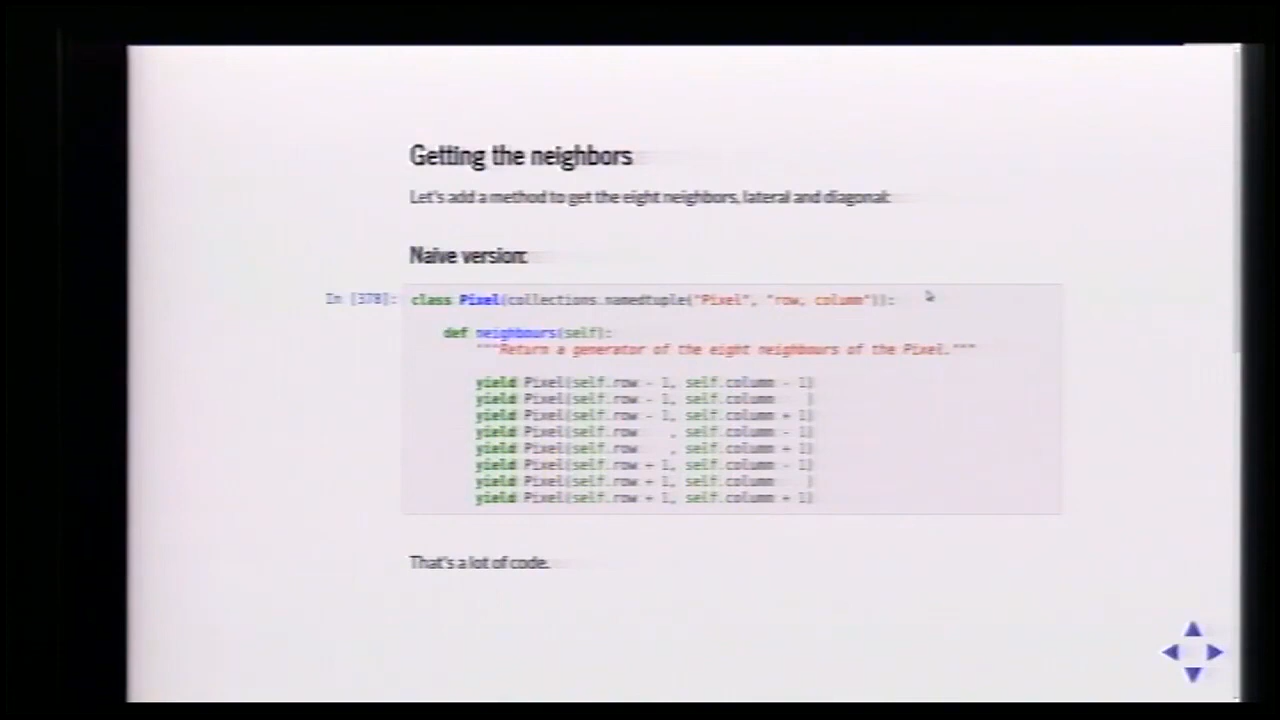 Getting the neighbors
Let's add a method to get the eight neighbors, lateral and diagonal:
Naive version:
In [378]: class Pixel(collections.namedtuple("Pixel", "row, column")):
def neighbours(self):
"""Return a generator of the eight neighbours of the Pixel."""
yield Pixel(self.row - 1, self.column - 1)
yield Pixel(self.row - 1, self.column    )
yield Pixel(self.row - 1, self.column + 1)
yield Pixel(self.row    , self.column - 1)
yield Pixel(self.row    , self.column + 1)
yield Pixel(self.row + 1, self.column - 1)
yield Pixel(self.row + 1, self.column    )
yield Pixel(self.row + 1, self.column + 1)
That's a lot of code.